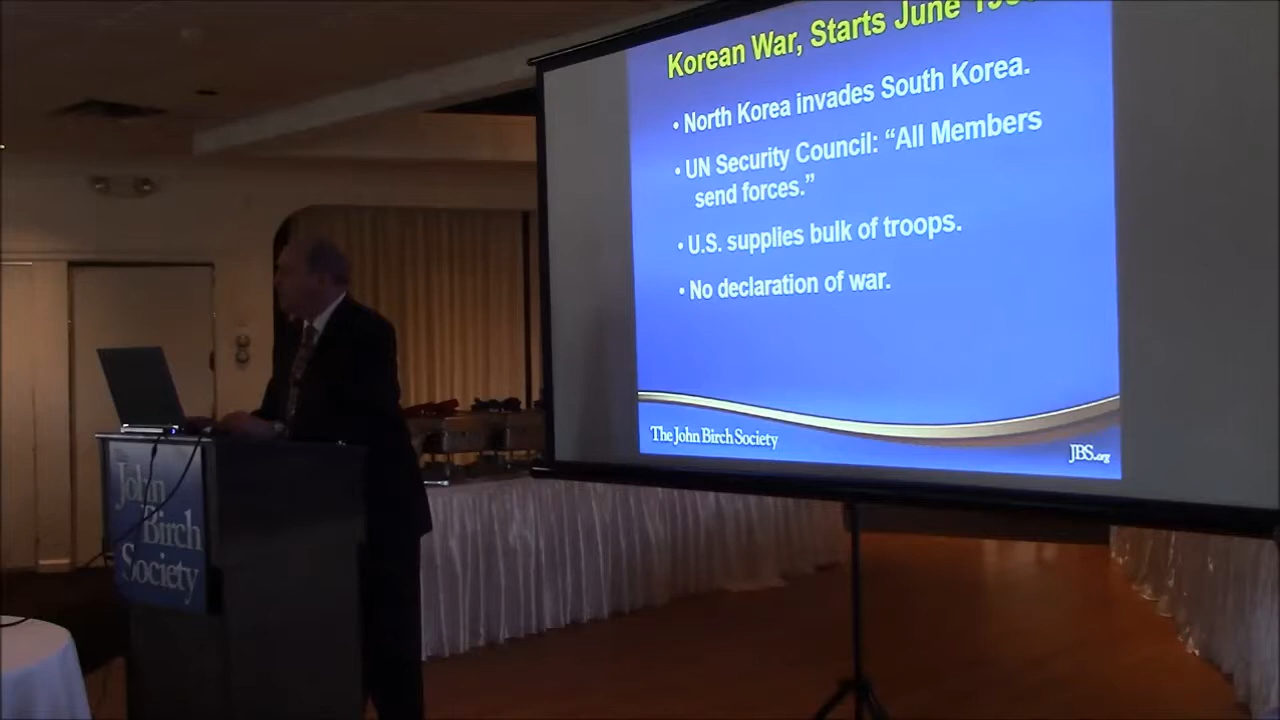 Korean War, Starts June
• North Korea invades South Korea.
• UN Security Council: “All Members
send forces.”
• U.S. supplies bulk of troops.
• No declaration of war.
The John Birch Society
JBS.org
John
Birch
Society